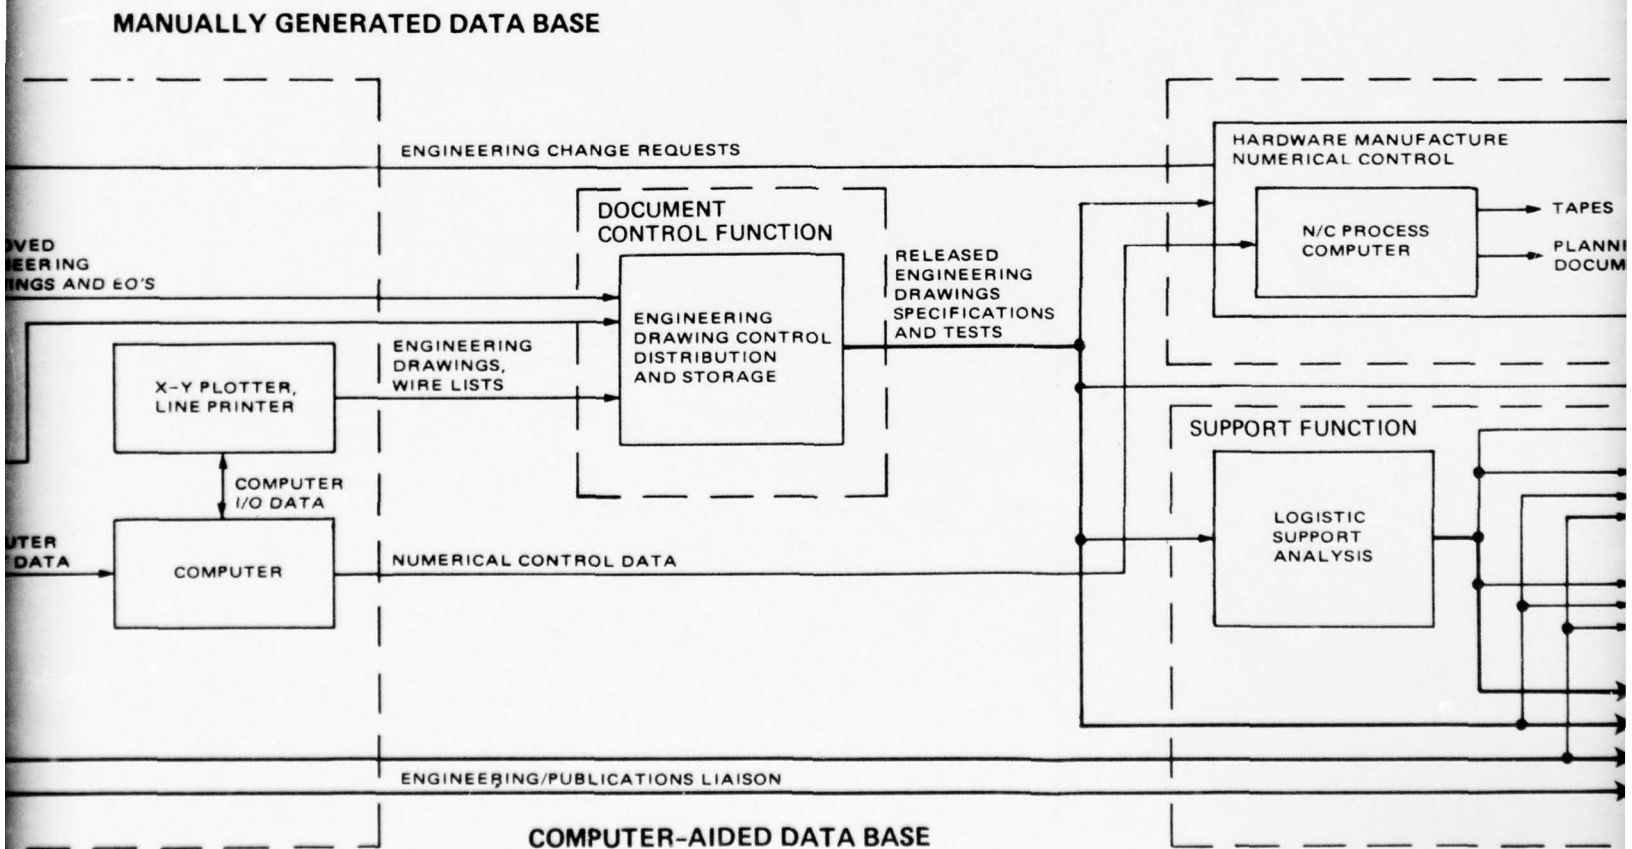 MANUALLY GENERATED DATA BASE
ENGINEERING CHANGE REQUESTS
HARDWARE MANUFACTURE
NUMERICAL CONTROL
N/C PROCESS
COMPUTER
TAPES
DOCUMENT
CONTROL FUNCTION
ENGINEERING
DRAWING CONTROL
DISTRIBUTION
AND STORAGE
RELEASED
ENGINEERING
DRAWINGS
SPECIFICATIONS
AND TESTS
AND EO'S
ENGINEERING
DRAWINGS,
WIRE LISTS
X-Y PLOTTER,
LINE PRINTER
COMPUTER
I/O DATA
DATA
COMPUTER
NUMERICAL CONTROL DATA
SUPPORT FUNCTION
LOGISTIC
SUPPORT
ANALYSIS
ENGINEERING/PUBLICATIONS LIAISON
COMPUTER-AIDED DATA BASE